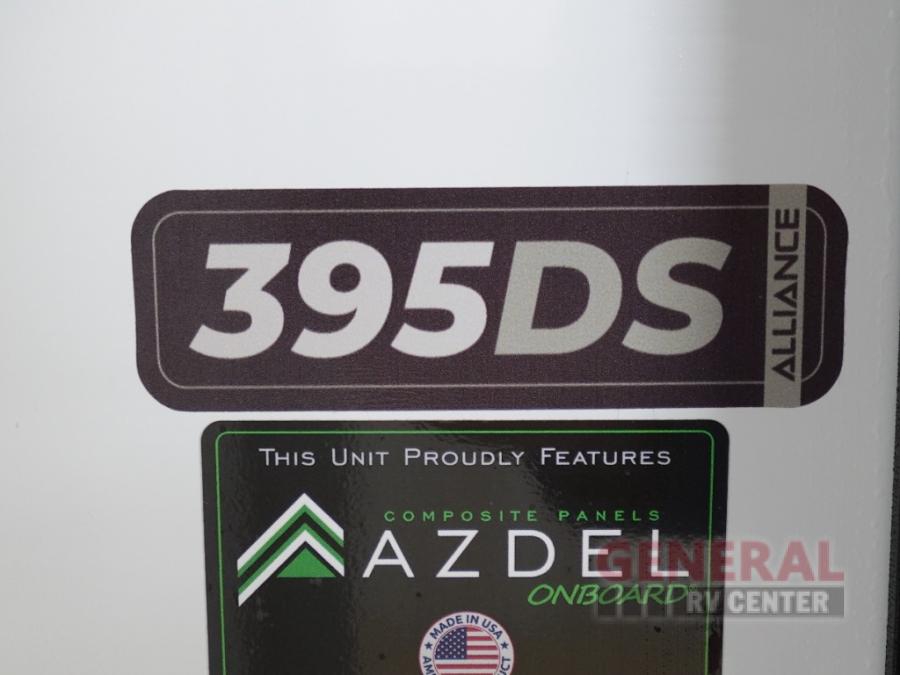 395DS
ALLIANCE
THIS UNIT PROUDLY FEATURES
COMPOSITE PANELS
AZDEL
ONBOARD
GENERAL
RV CENTER
MADE IN USA